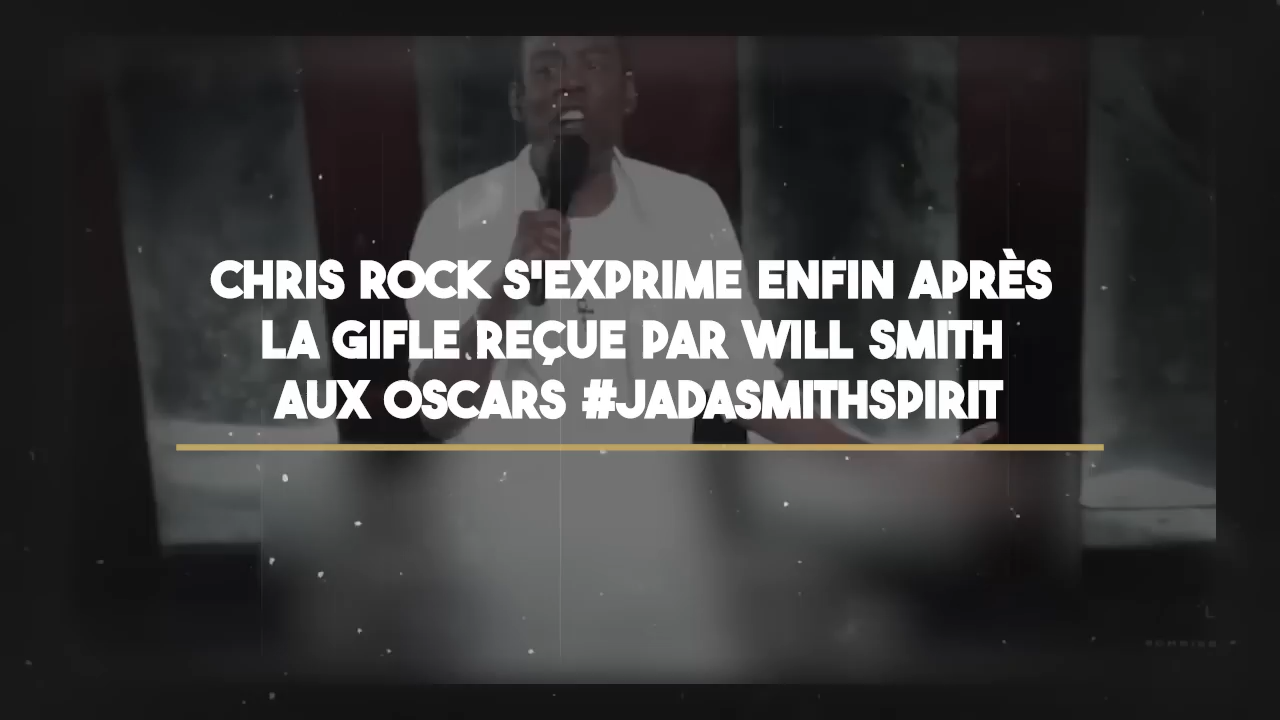 CHRIS ROCK S'EXPRIME ENFIN APRÈS
LA GIFLE REÇUE PAR WILL SMITH
AUX OSCARS #JADASMITHSPIRIT